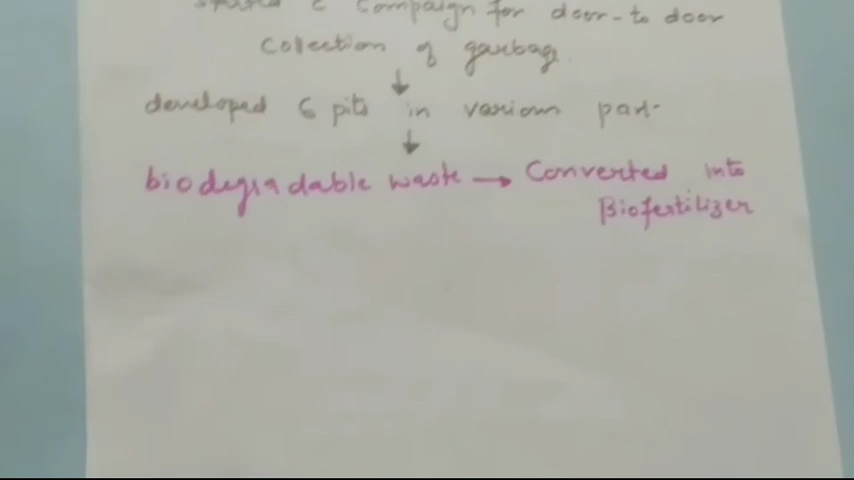 c campaign for door-to door
collection of garbage.
developed 6 pits in various part
biodegradable waste → Converted into
Biofertilizer